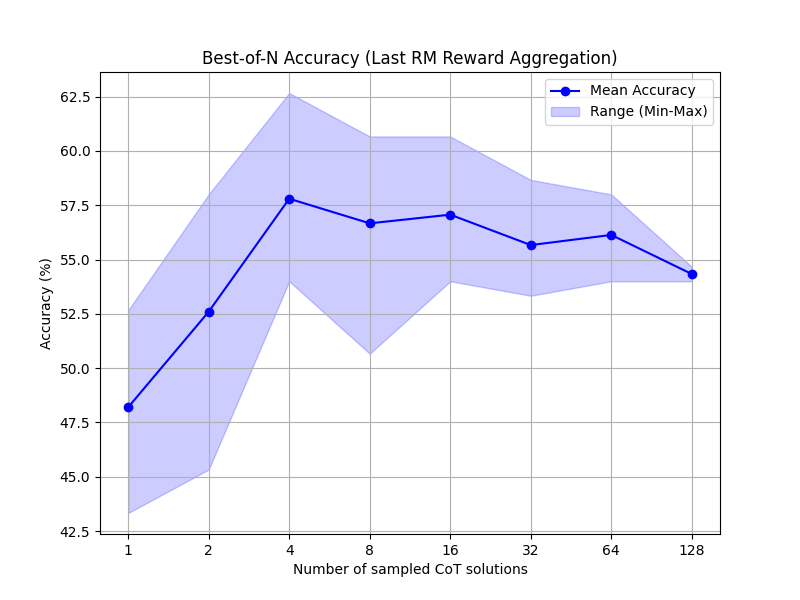 Best-of-N Accuracy (Last RM Reward Aggregation)
Mean Accuracy
Range (Min-Max)
Accuracy (%)
62.5
60.0
57.5
55.0
52.5
50.0
47.5
45.0
42.5
1 2 4 8 16 32 64 128
Number of sampled CoT solutions